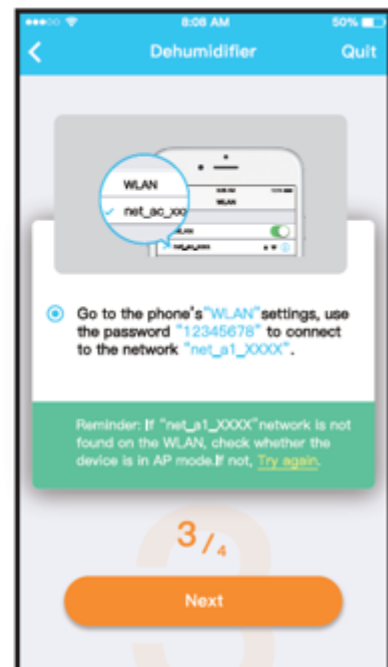 8:08 AM
50%
Dehumidifier
Quit
WLAN
net_ac_xxx
WLAN
Go to the phone's"WLAN"settings, use
the password "12345678" to connect
to the network "net_a1_XXXX".
Reminder: If "net_a1_XXXX"network is not
found on the WLAN, check whether the
device is in AP mode.If not, Try again.
3/4
Next
3